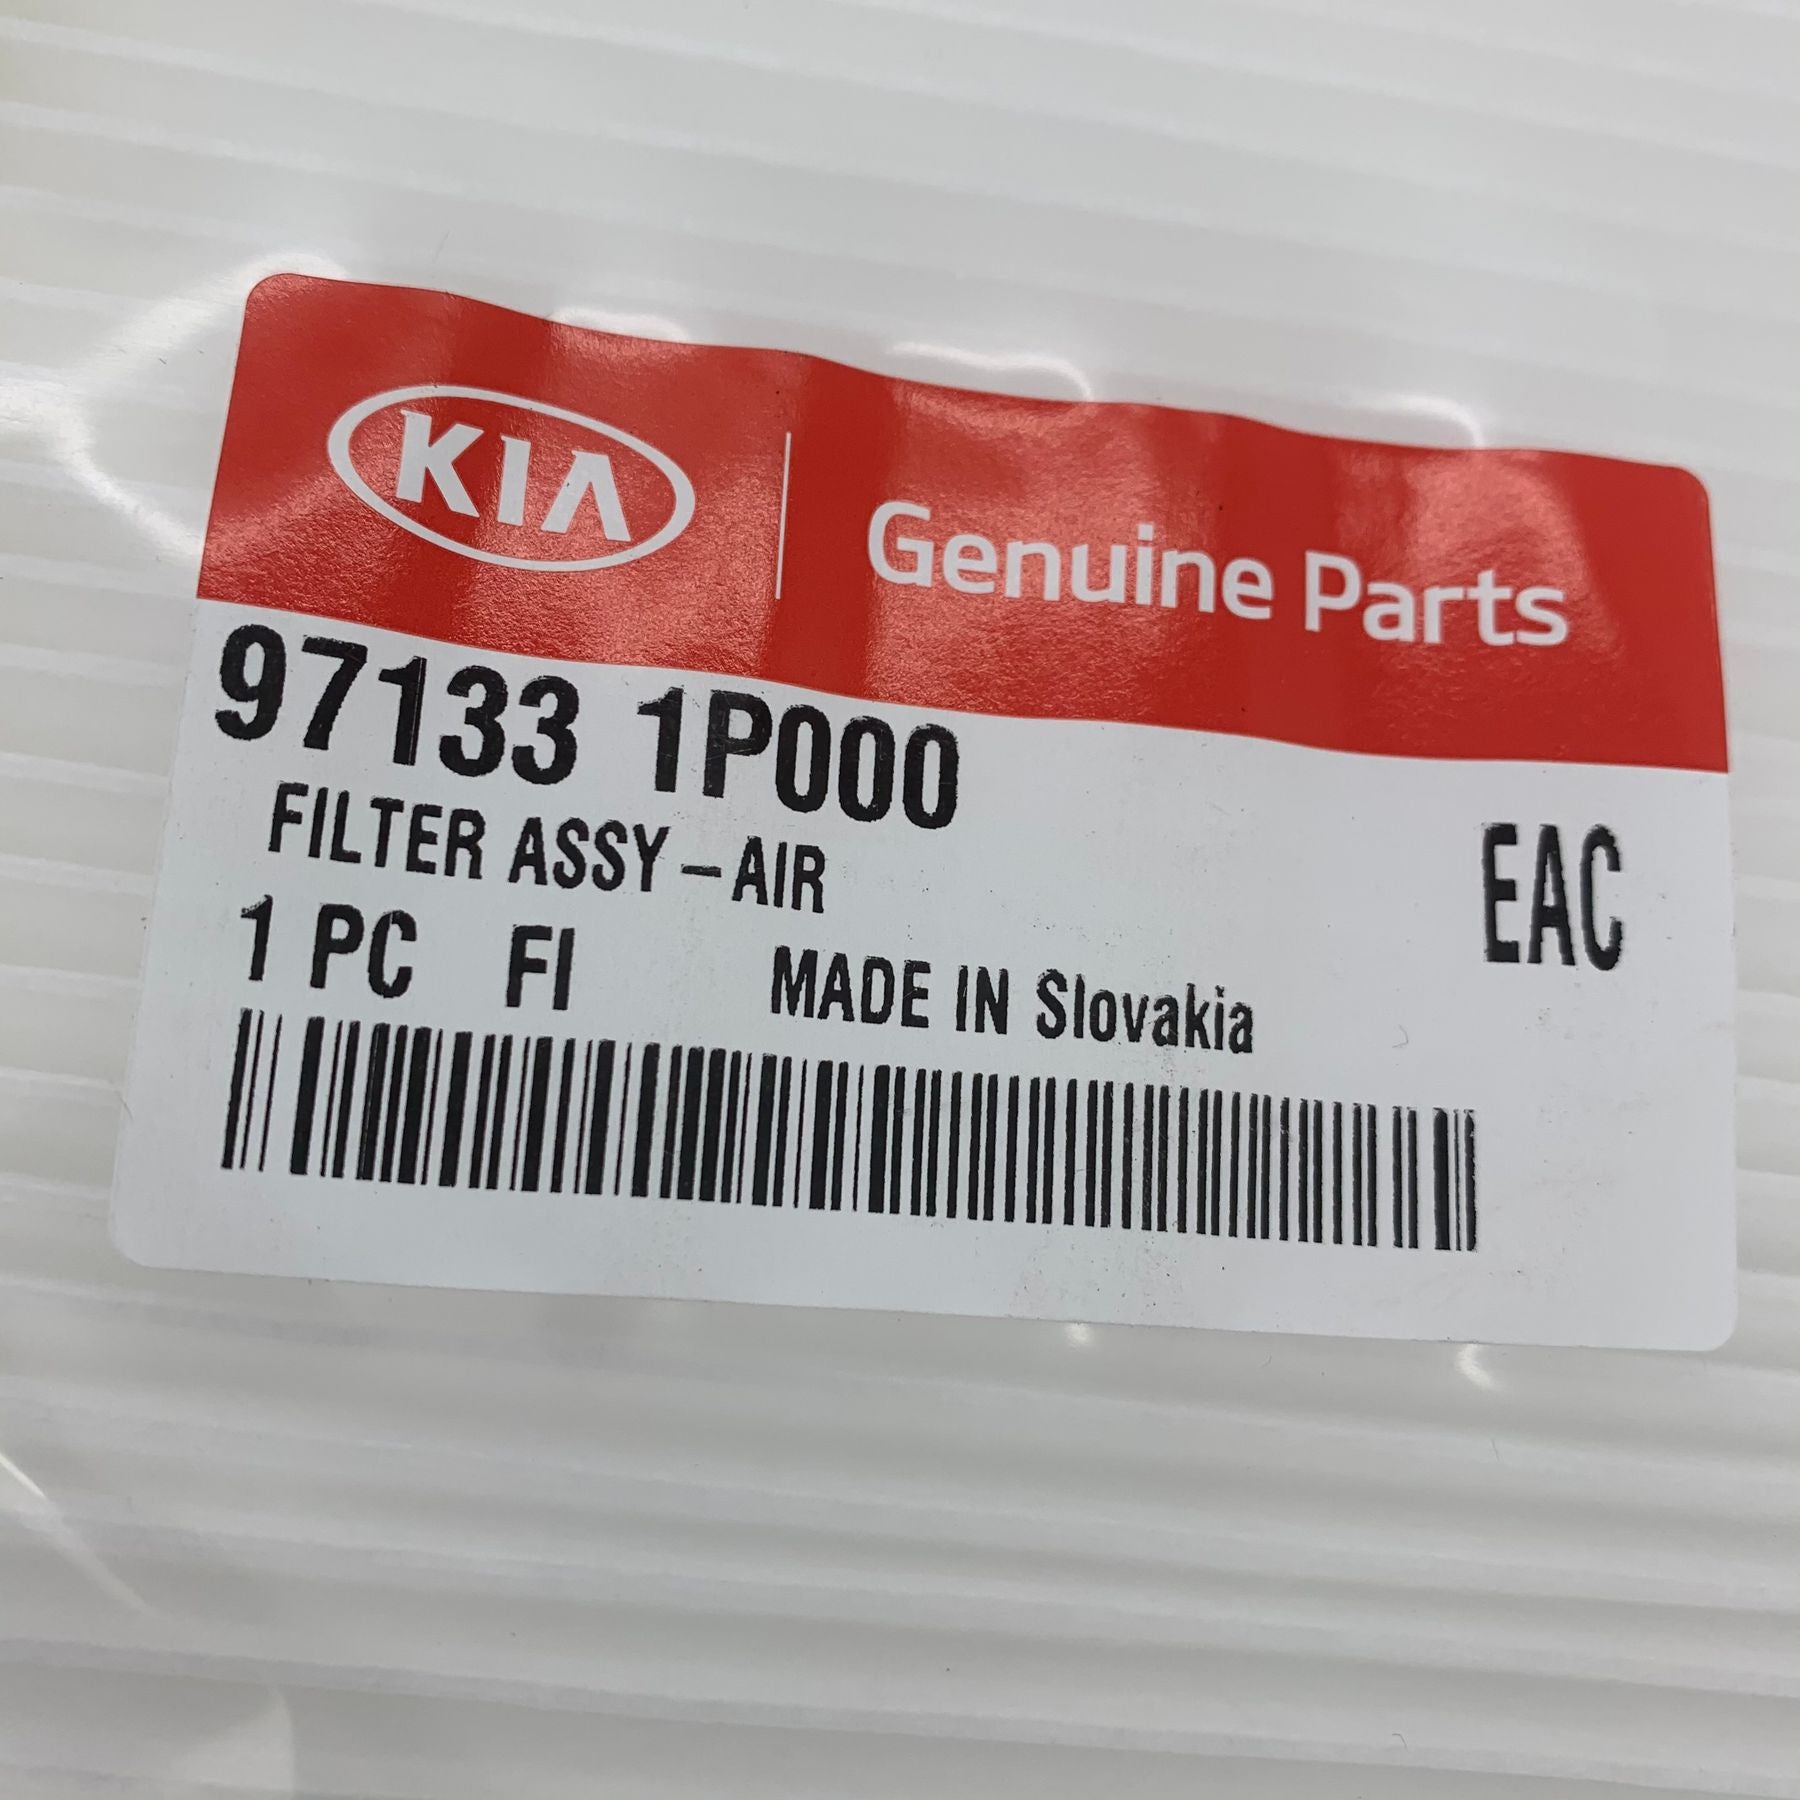 KIA Genuine Parts
97133 1P000
FILTER ASSY-AIR
EAC
1 PC FI MADE IN Slovakia